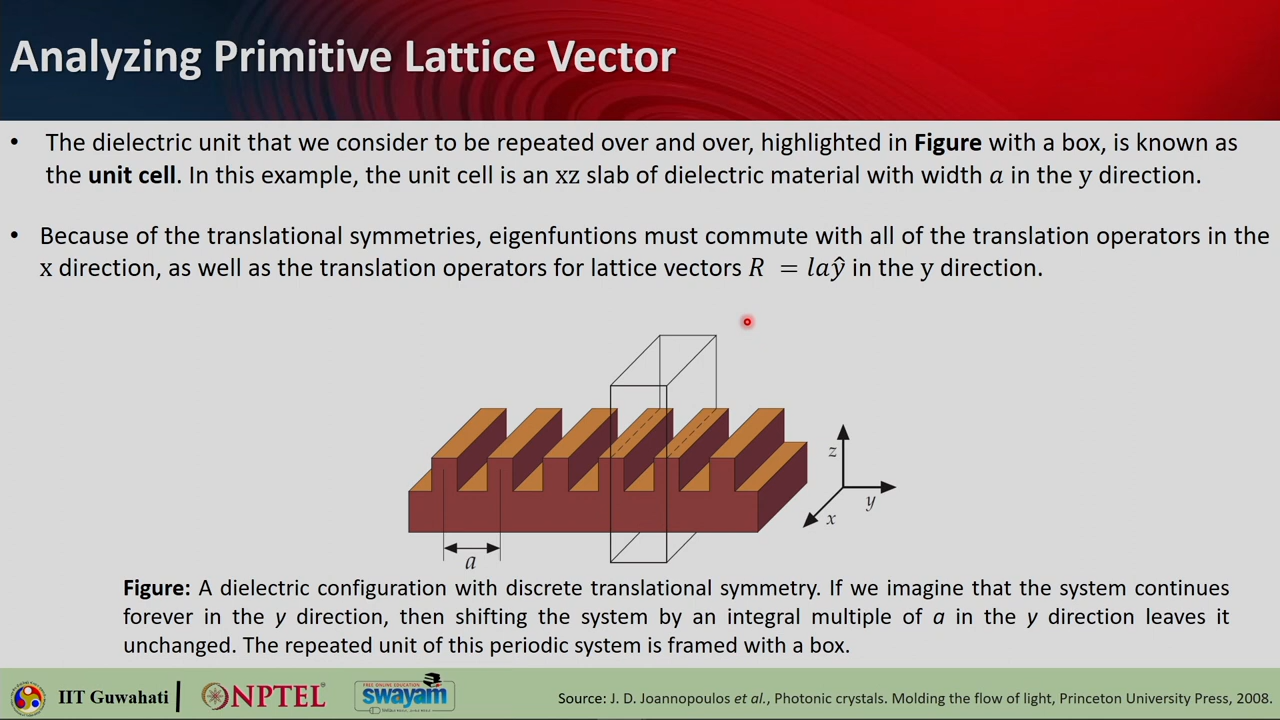 Analyzing Primitive Lattice Vector
• The dielectric unit that we consider to be repeated over and over, highlighted in Figure with a box, is known as
the unit cell. In this example, the unit cell is an xz slab of dielectric material with width a in the y direction.
• Because of the translational symmetries, eigenfuntions must commute with all of the translation operators in the
x direction, as well as the translation operators for lattice vectors R = laŷ in the y direction.
z
y
x
a
Figure: A dielectric configuration with discrete translational symmetry. If we imagine that the system continues
forever in the y direction, then shifting the system by an integral multiple of a in the y direction leaves it
unchanged. The repeated unit of this periodic system is framed with a box.
IIT Guwahati
NPTEL
FREE ONLINE EDUCATION
swayam
Source: J. D. Joannopoulos et al., Photonic crystals. Molding the flow of light, Princeton University Press, 2008.